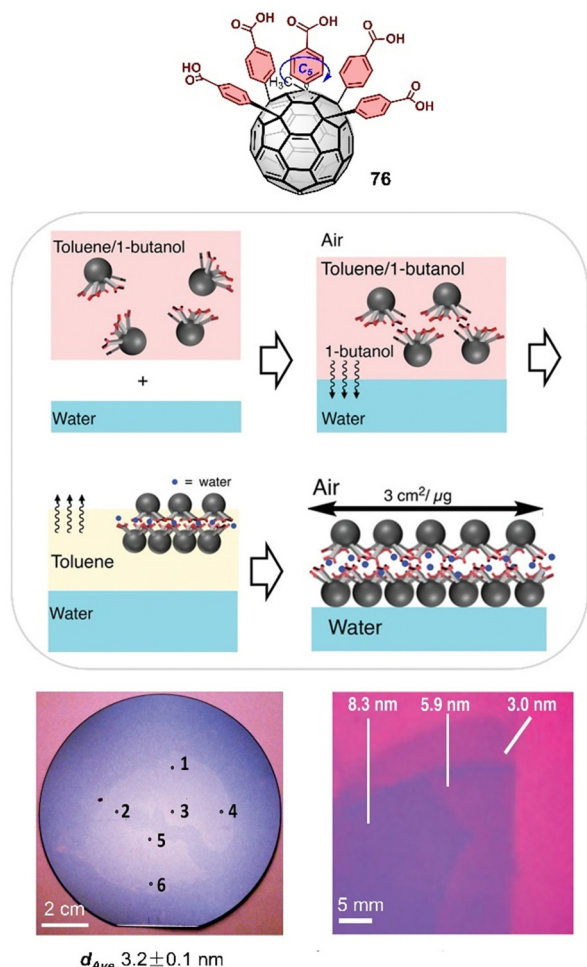 O OH
O OH
O OH
HO O
C5
H3C
O OH
76
Toluene/1-butanol
+
Water
Air
Toluene/1-butanol
1-butanol
Water
= water
Toluene
Water
Air
3 cm²/ µg
Water
1
2 3 4
5
6
2 cm
dAve 3.2±0.1 nm
8.3 nm 5.9 nm 3.0 nm
5 mm